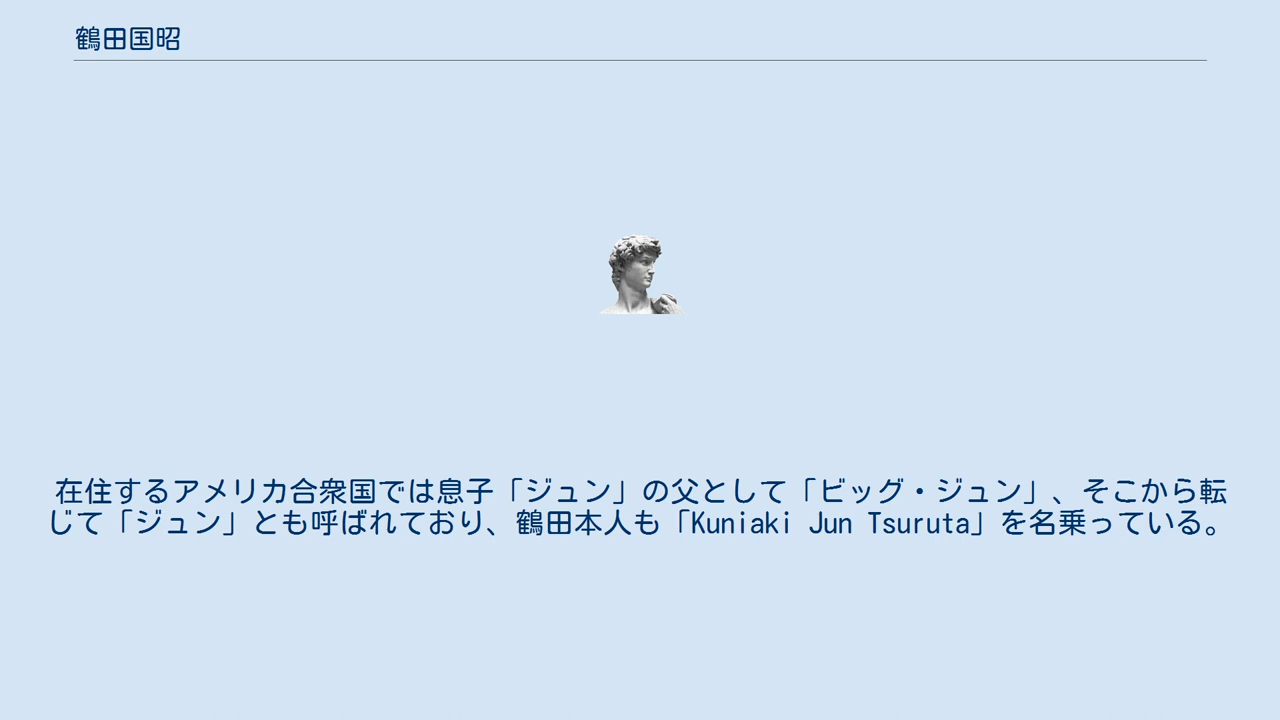 鶴田国昭
在住するアメリカ合衆国では息子「ジュン」の父として「ビッグ・ジュン」、そこから転
じて「ジュン」とも呼ばれており、鶴田本人も「Kuniaki Jun Tsuruta」を名乗っている。